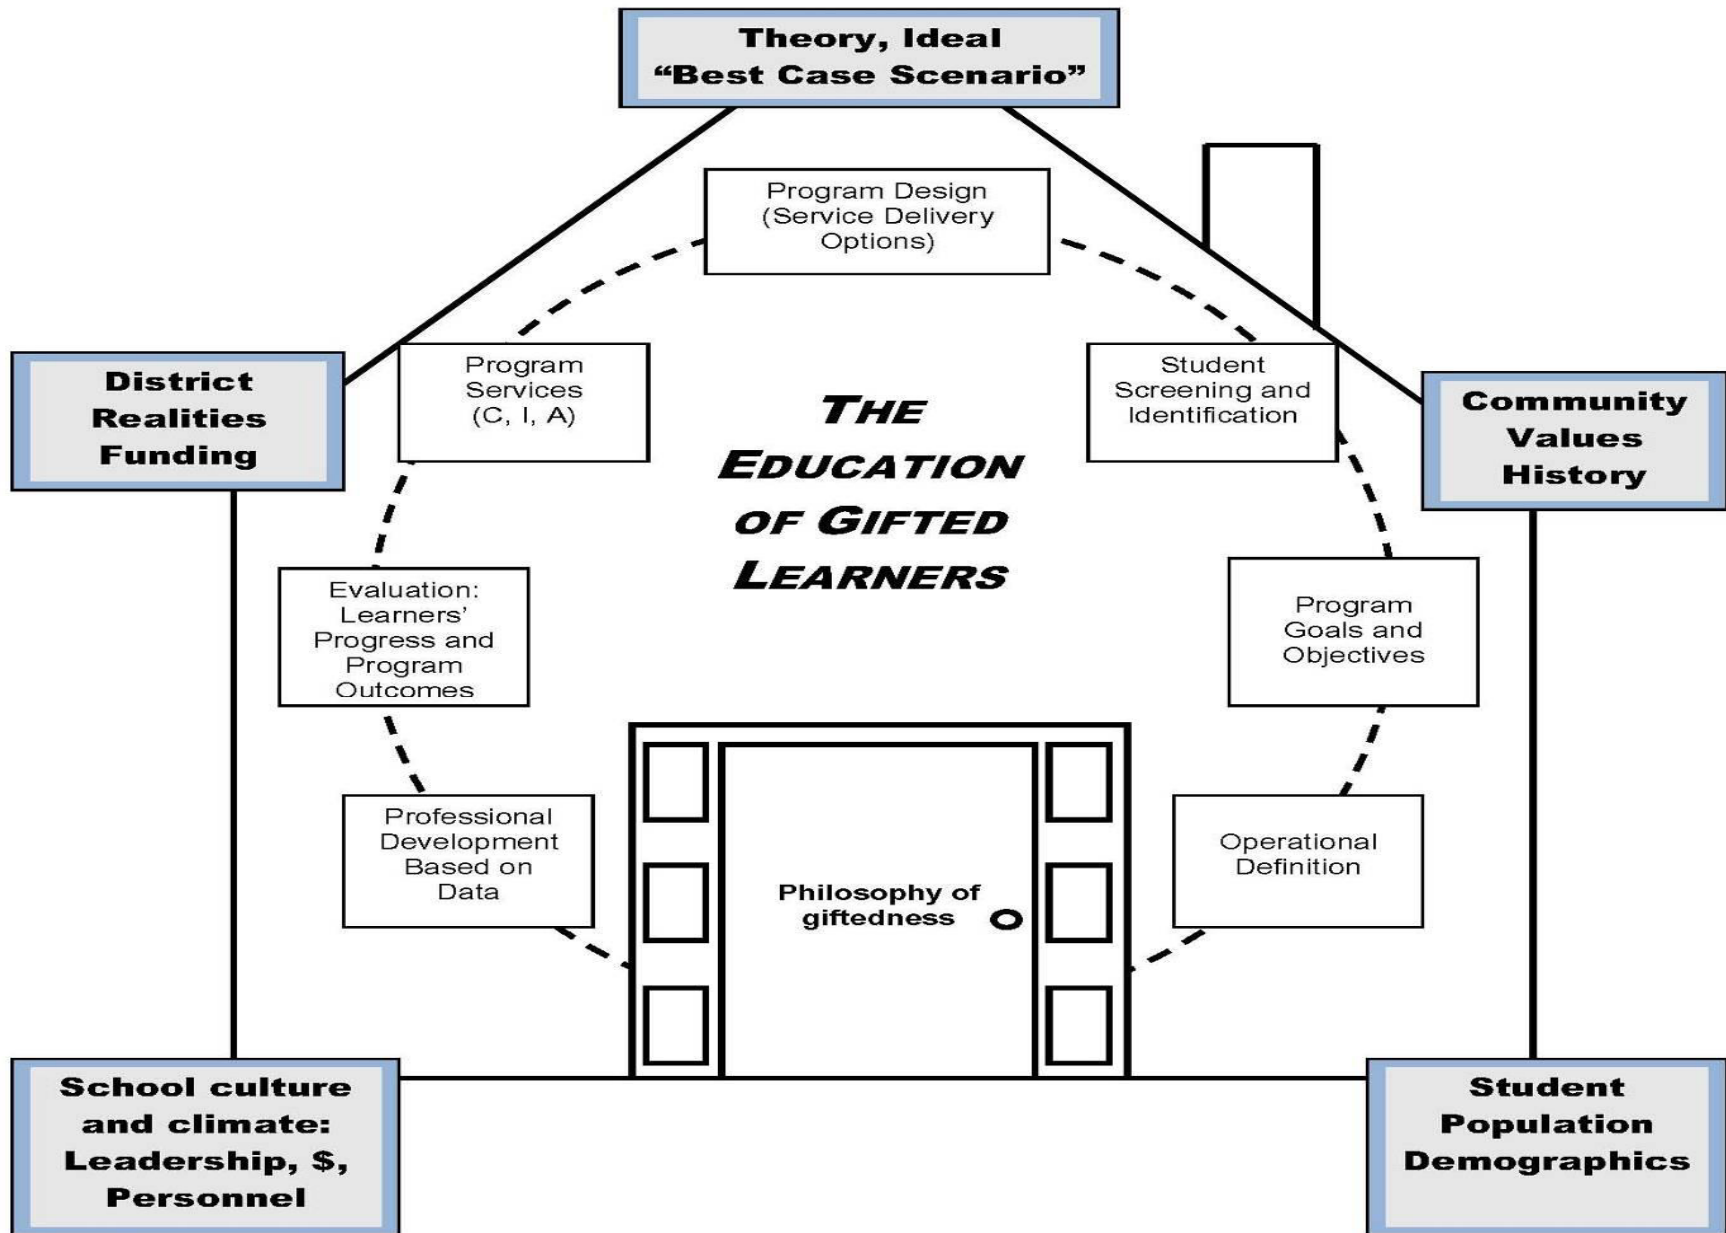 Theory, Ideal
“Best Case Scenario”
Program Design
(Service Delivery
Options)
District
Realities
Funding
Program
Services
(C, I, A)
THE
EDUCATION
OF GIFTED
LEARNERS
Student
Screening and
Identification
Community
Values
History
Evaluation:
Learners’
Progress and
Program
Outcomes
Program
Goals and
Objectives
Professional
Development
Based on
Data
Philosophy of
giftedness
Operational
Definition
School culture
and climate:
Leadership, $,
Personnel
Student
Population
Demographics